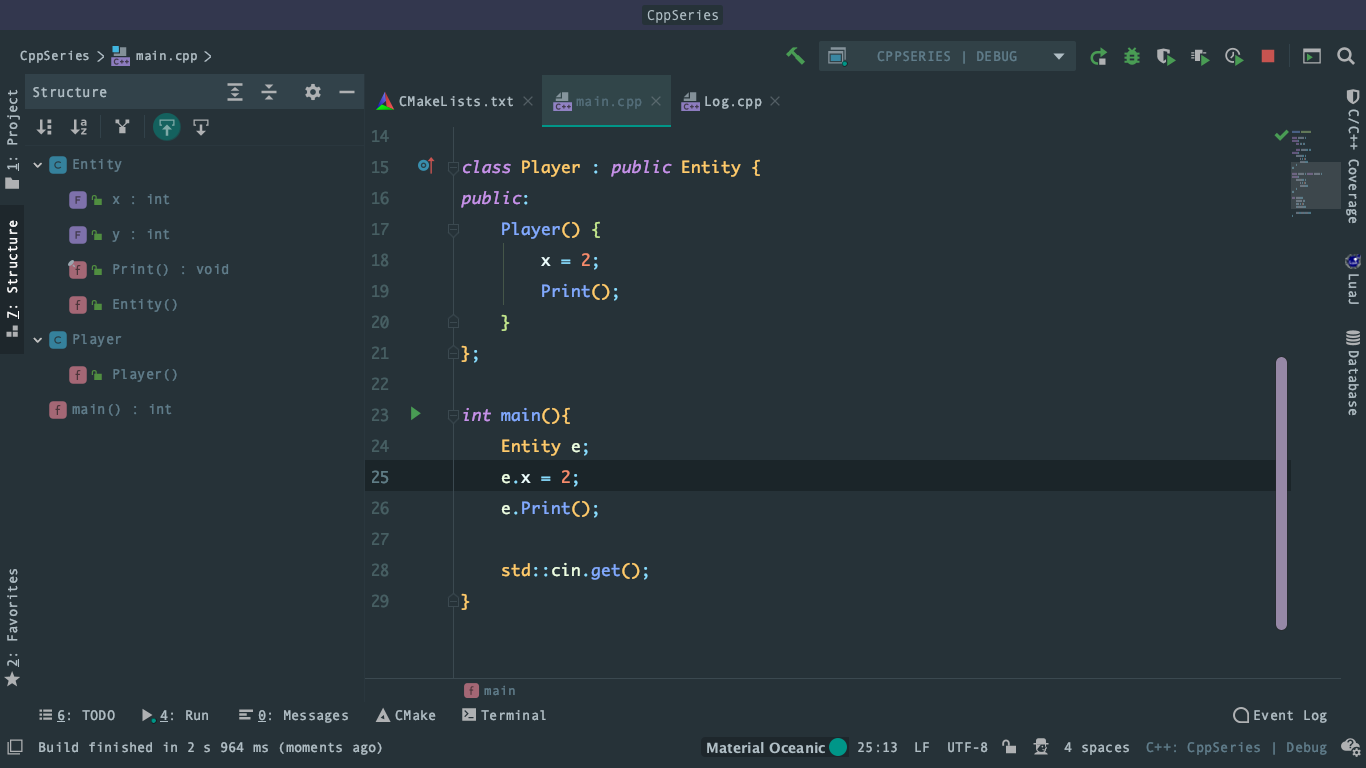 CppSeries
CppSeries > main.cpp >
CPPSERIES | DEBUG
1: Project
Z: Structure
2: Favorites
Structure
Entity
x : int
y : int
Print() : void
Entity()
Player
Player()
main() : int
CMakeLists.txt
main.cpp
Log.cpp
14
15 class Player : public Entity {
16 public:
17     Player() {
18         x = 2;
19         Print();
20     }
21 };
22
23 int main(){
24     Entity e;
25     e.x = 2;
26     e.Print();
27
28     std::cin.get();
29 }
main
C/C++ Coverage
LuaJ
Database
6: TODO 4: Run 0: Messages CMake Terminal Event Log
Build finished in 2 s 964 ms (moments ago) Material Oceanic 25:13 LF UTF-8 4 spaces C++: CppSeries | Debug